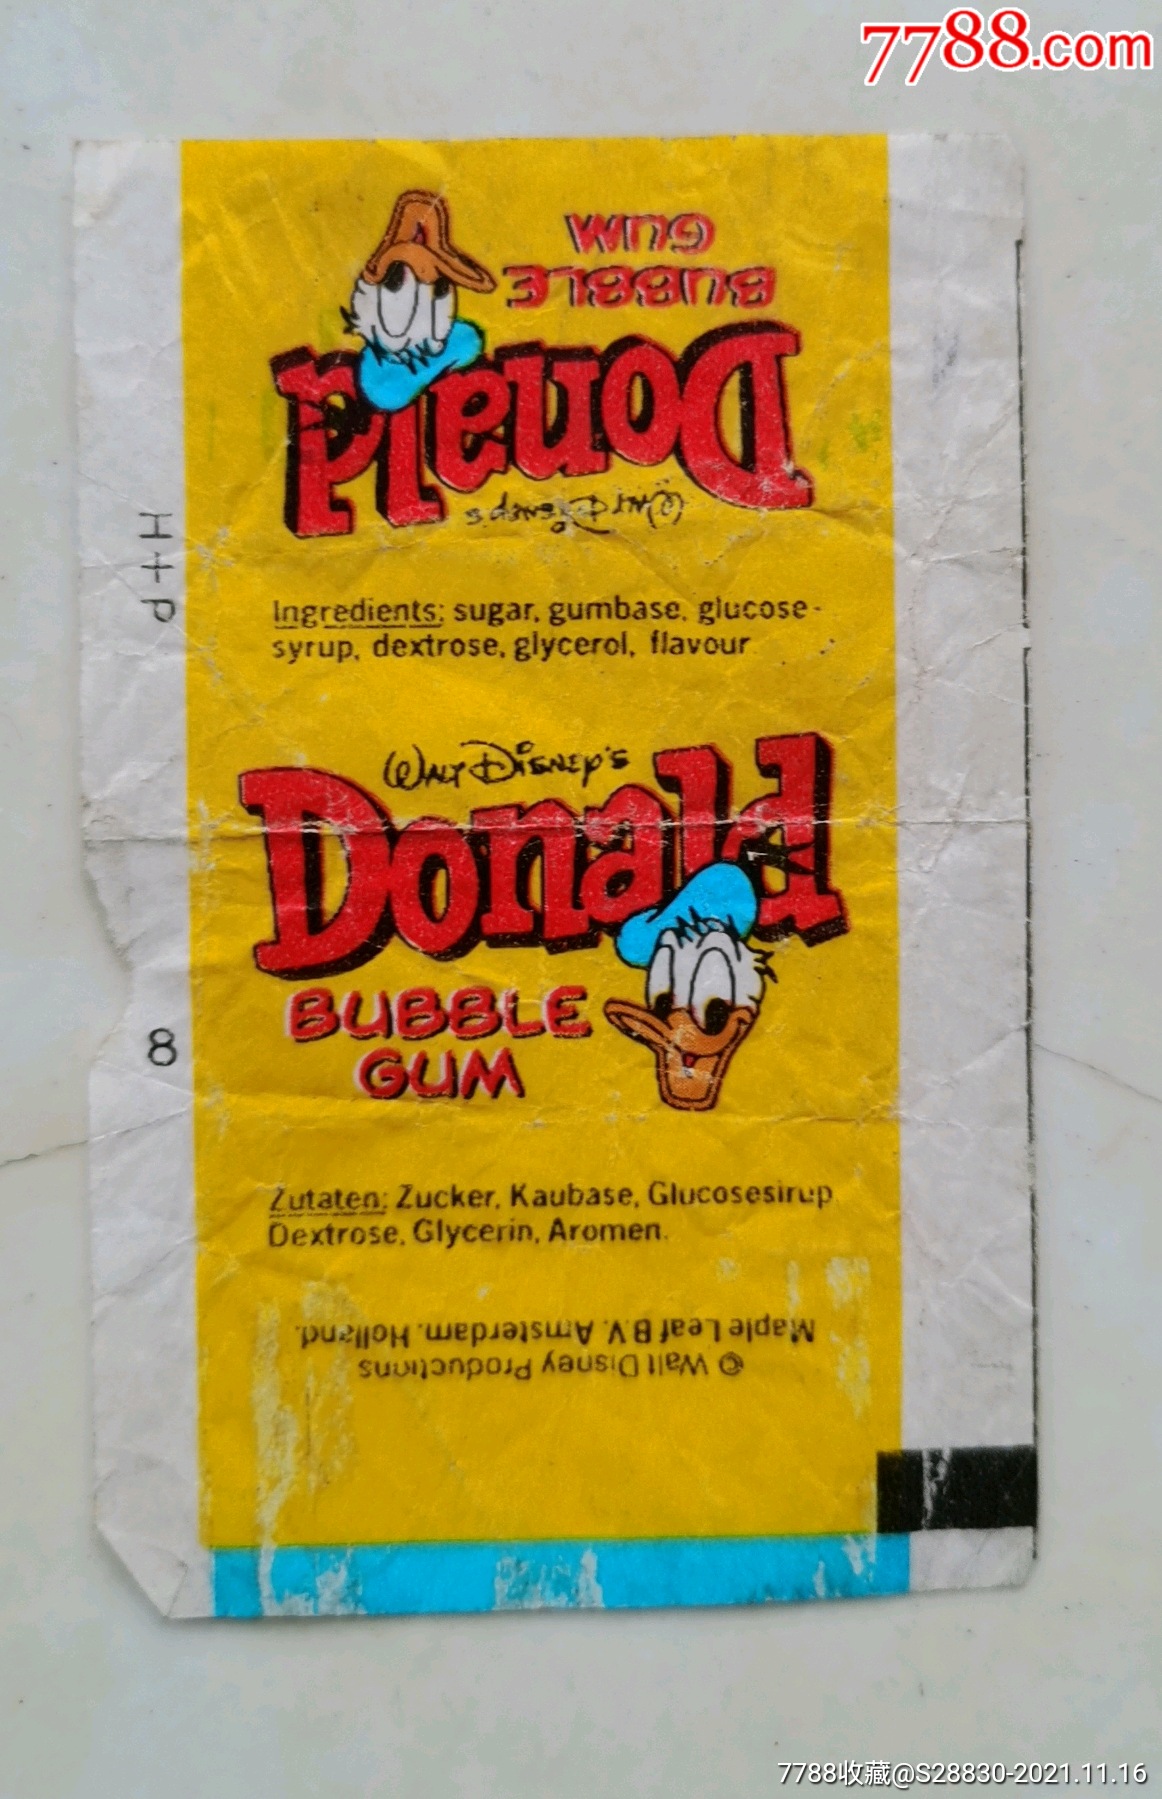 7788.com
Walt Disney's
Donald
BUBBLE
GUM
H+P
Ingredients: sugar, gumbase, glucose-
syrup, dextrose, glycerol, flavour
Walt Disney's
Donald
BUBBLE
GUM
8
Zutaten: Zucker, Kaubase, Glucosesirup,
Dextrose, Glycerin, Aromen.
© Walt Disney Productions
Maple Leaf B.V. Amsterdam. Holland.
7788收藏@S28830-2021.11.16